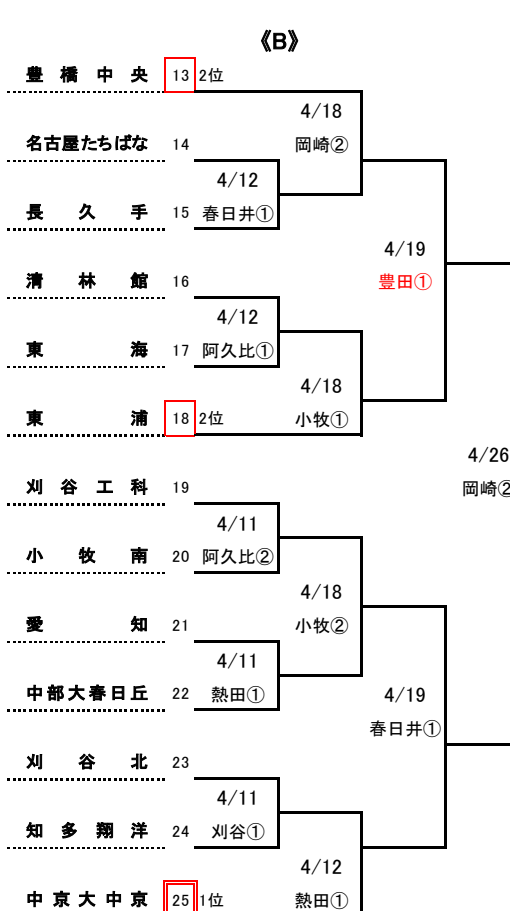 《B》
豊橋中央 13 2位
4/18
名古屋たちばな 14 岡崎②
4/12
長久手 15 春日井①
4/19
清林館 16 豊田①
4/12
東海 17 阿久比①
4/18
東浦 18 2位 小牧①
4/26
刈谷工科 19 岡崎②
4/11
小牧南 20 阿久比②
4/18
愛知 21 小牧②
4/11
中部大春日丘 22 熱田① 4/19
春日井①
刈谷北 23
4/11
知多翔洋 24 刈谷①
4/12
中京大中京 25 1位 熱田①